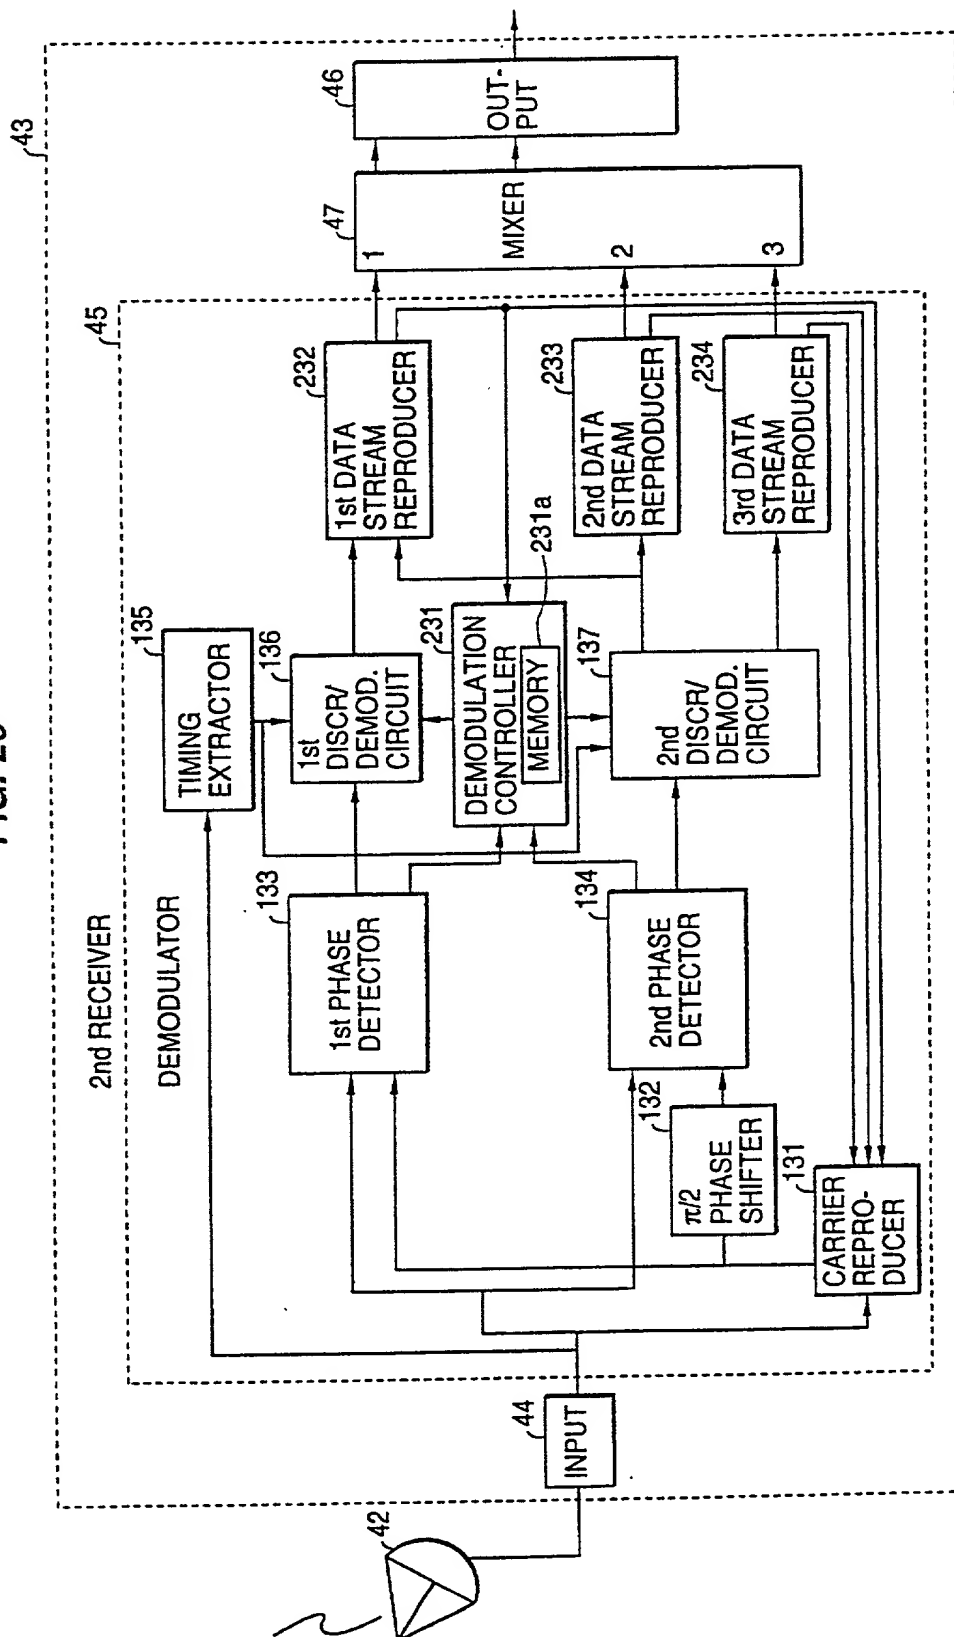 43
2nd RECEIVER
45
DEMODULATOR
42
44
INPUT
135
TIMING
EXTRACTOR
133
1st PHASE
DETECTOR
134
2nd PHASE
DETECTOR
132
π/2
PHASE
SHIFTER
131
CARRIER
REPRO-
DUCER
136
1st
DISCR/
DEMOD.
CIRCUIT
231
DEMODULATION
CONTROLLER
MEMORY
231a
137
2nd
DISCR/
DEMOD.
CIRCUIT
232
1st DATA
STREAM
REPRODUCER
233
2nd DATA
STREAM
REPRODUCER
234
3rd DATA
STREAM
REPRODUCER
47
1
MIXER
2
3
46
OUT-
PUT